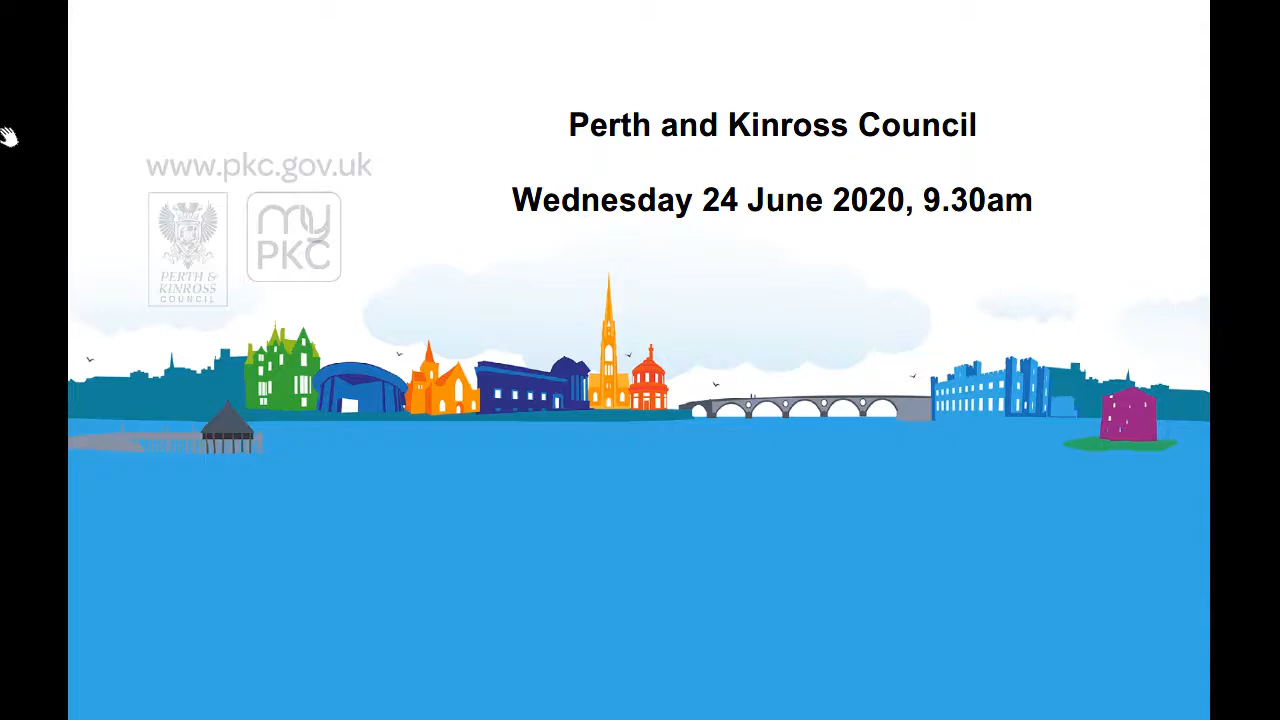 Perth and Kinross Council
www.pkc.gov.uk
Wednesday 24 June 2020, 9.30am
my
PKC
PERTH &
KINROSS
COUNCIL